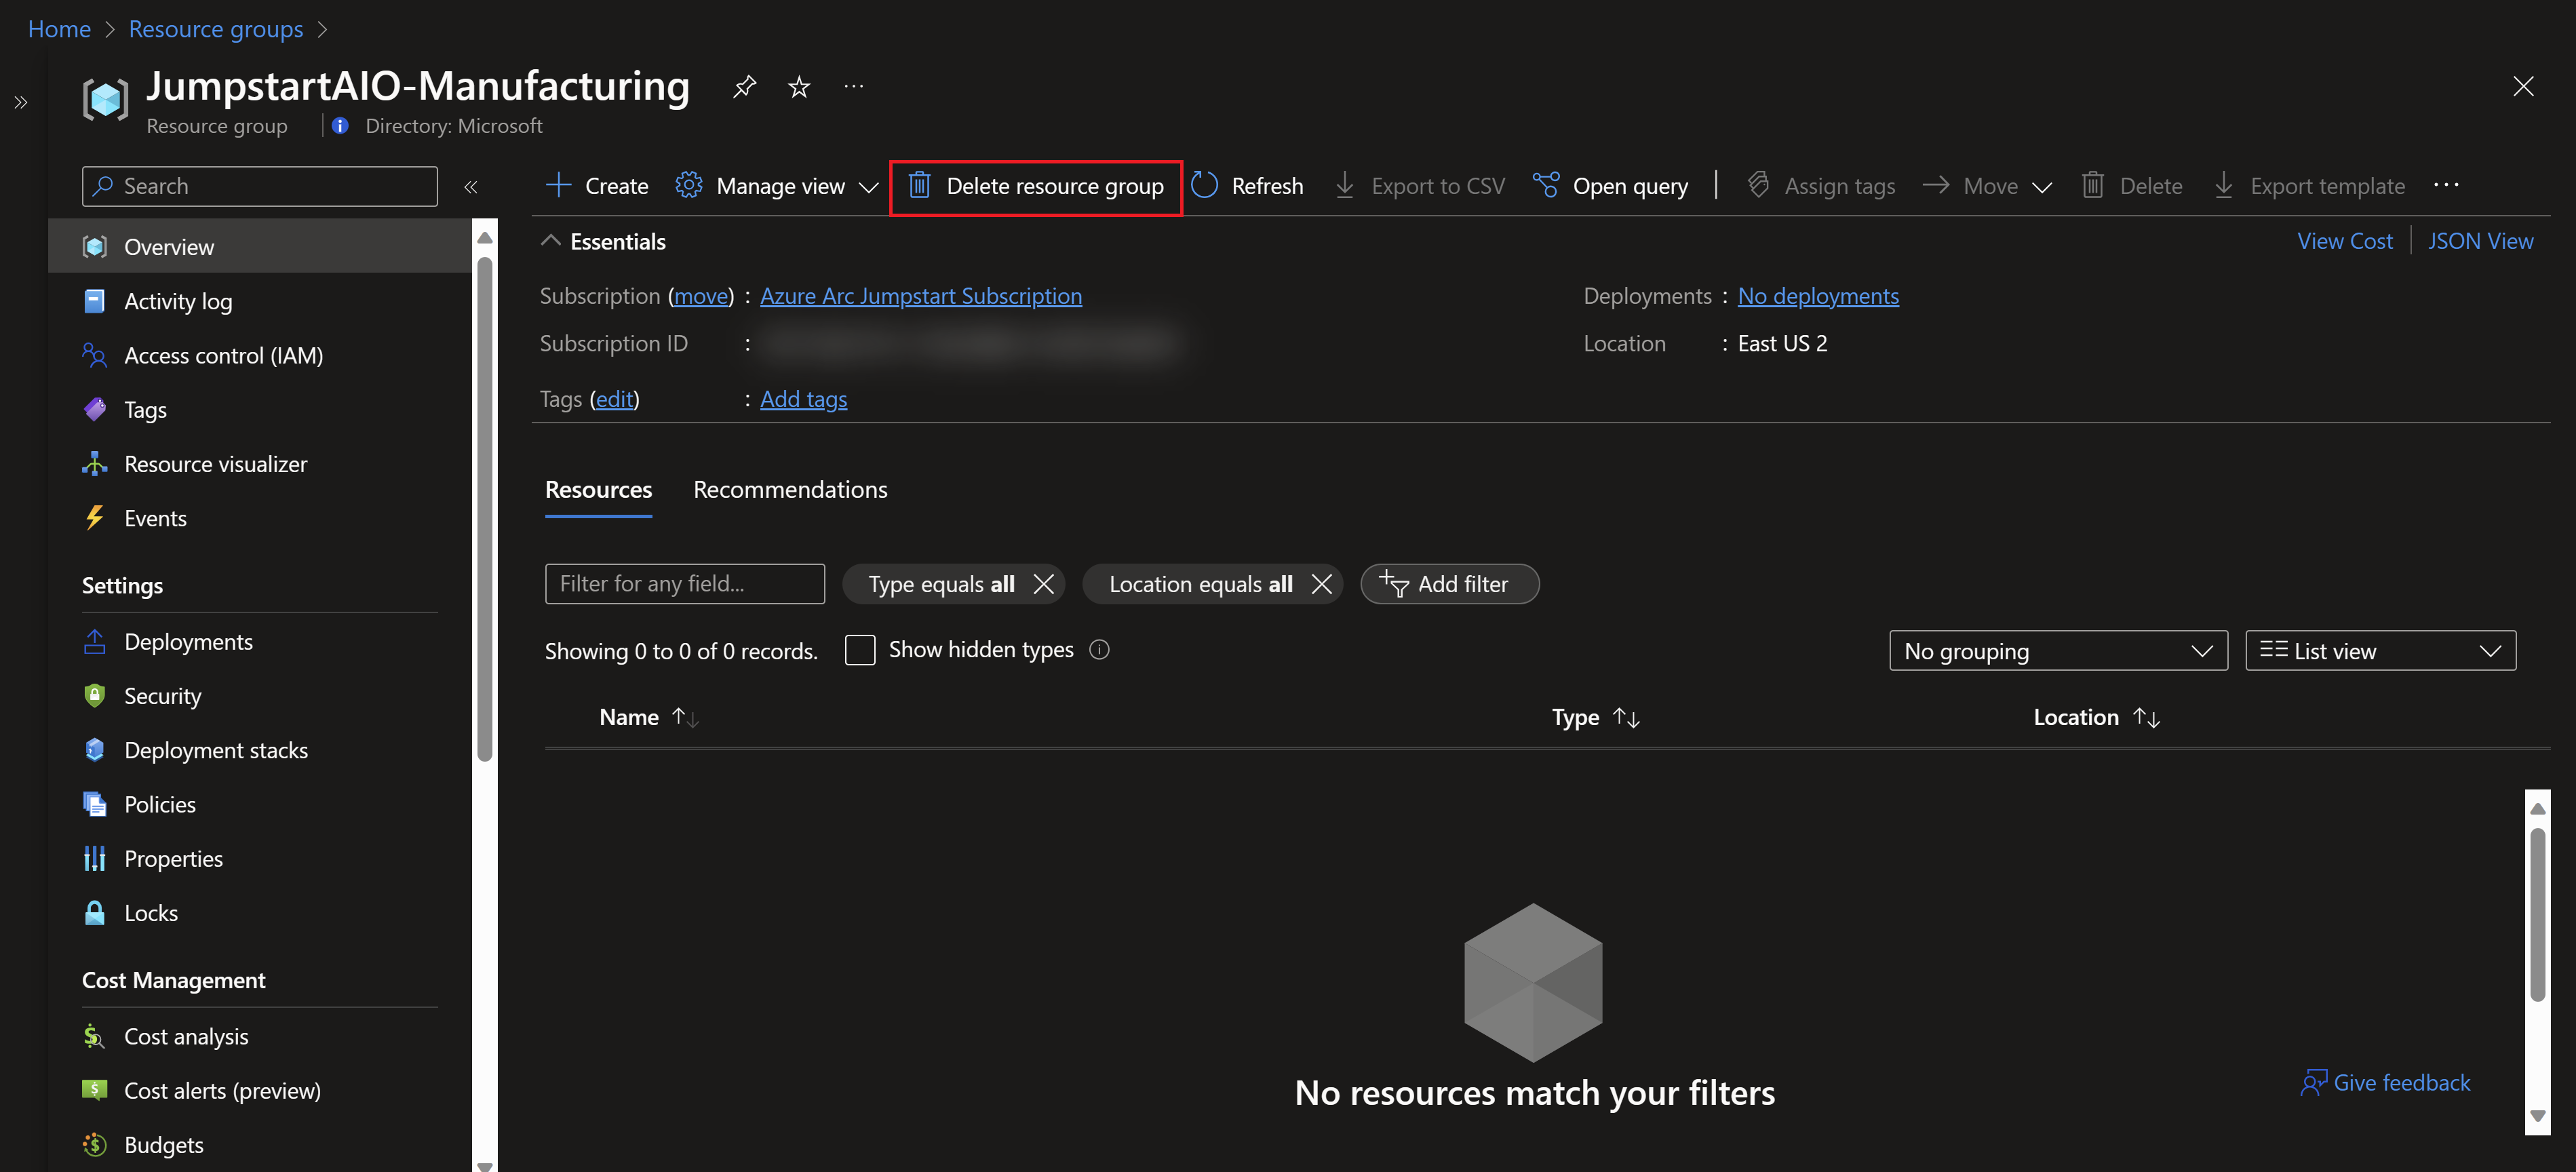 Home > Resource groups >
JumpstartAIO-Manufacturing
Resource group | Directory: Microsoft
Search
Create Manage view Delete resource group Refresh Export to CSV Open query | Assign tags Move Delete Export template ...
Overview
Activity log
Access control (IAM)
Tags
Resource visualizer
Events
Settings
Deployments
Security
Deployment stacks
Policies
Properties
Locks
Cost Management
Cost analysis
Cost alerts (preview)
Budgets
Essentials
View Cost | JSON View
Subscription (move) : Azure Arc Jumpstart Subscription
Deployments : No deployments
Subscription ID :
Location : East US 2
Tags (edit) : Add tags
Resources Recommendations
Filter for any field... Type equals all Location equals all Add filter
Showing 0 to 0 of 0 records. Show hidden types
No grouping List view
Name Type Location
No resources match your filters
Give feedback